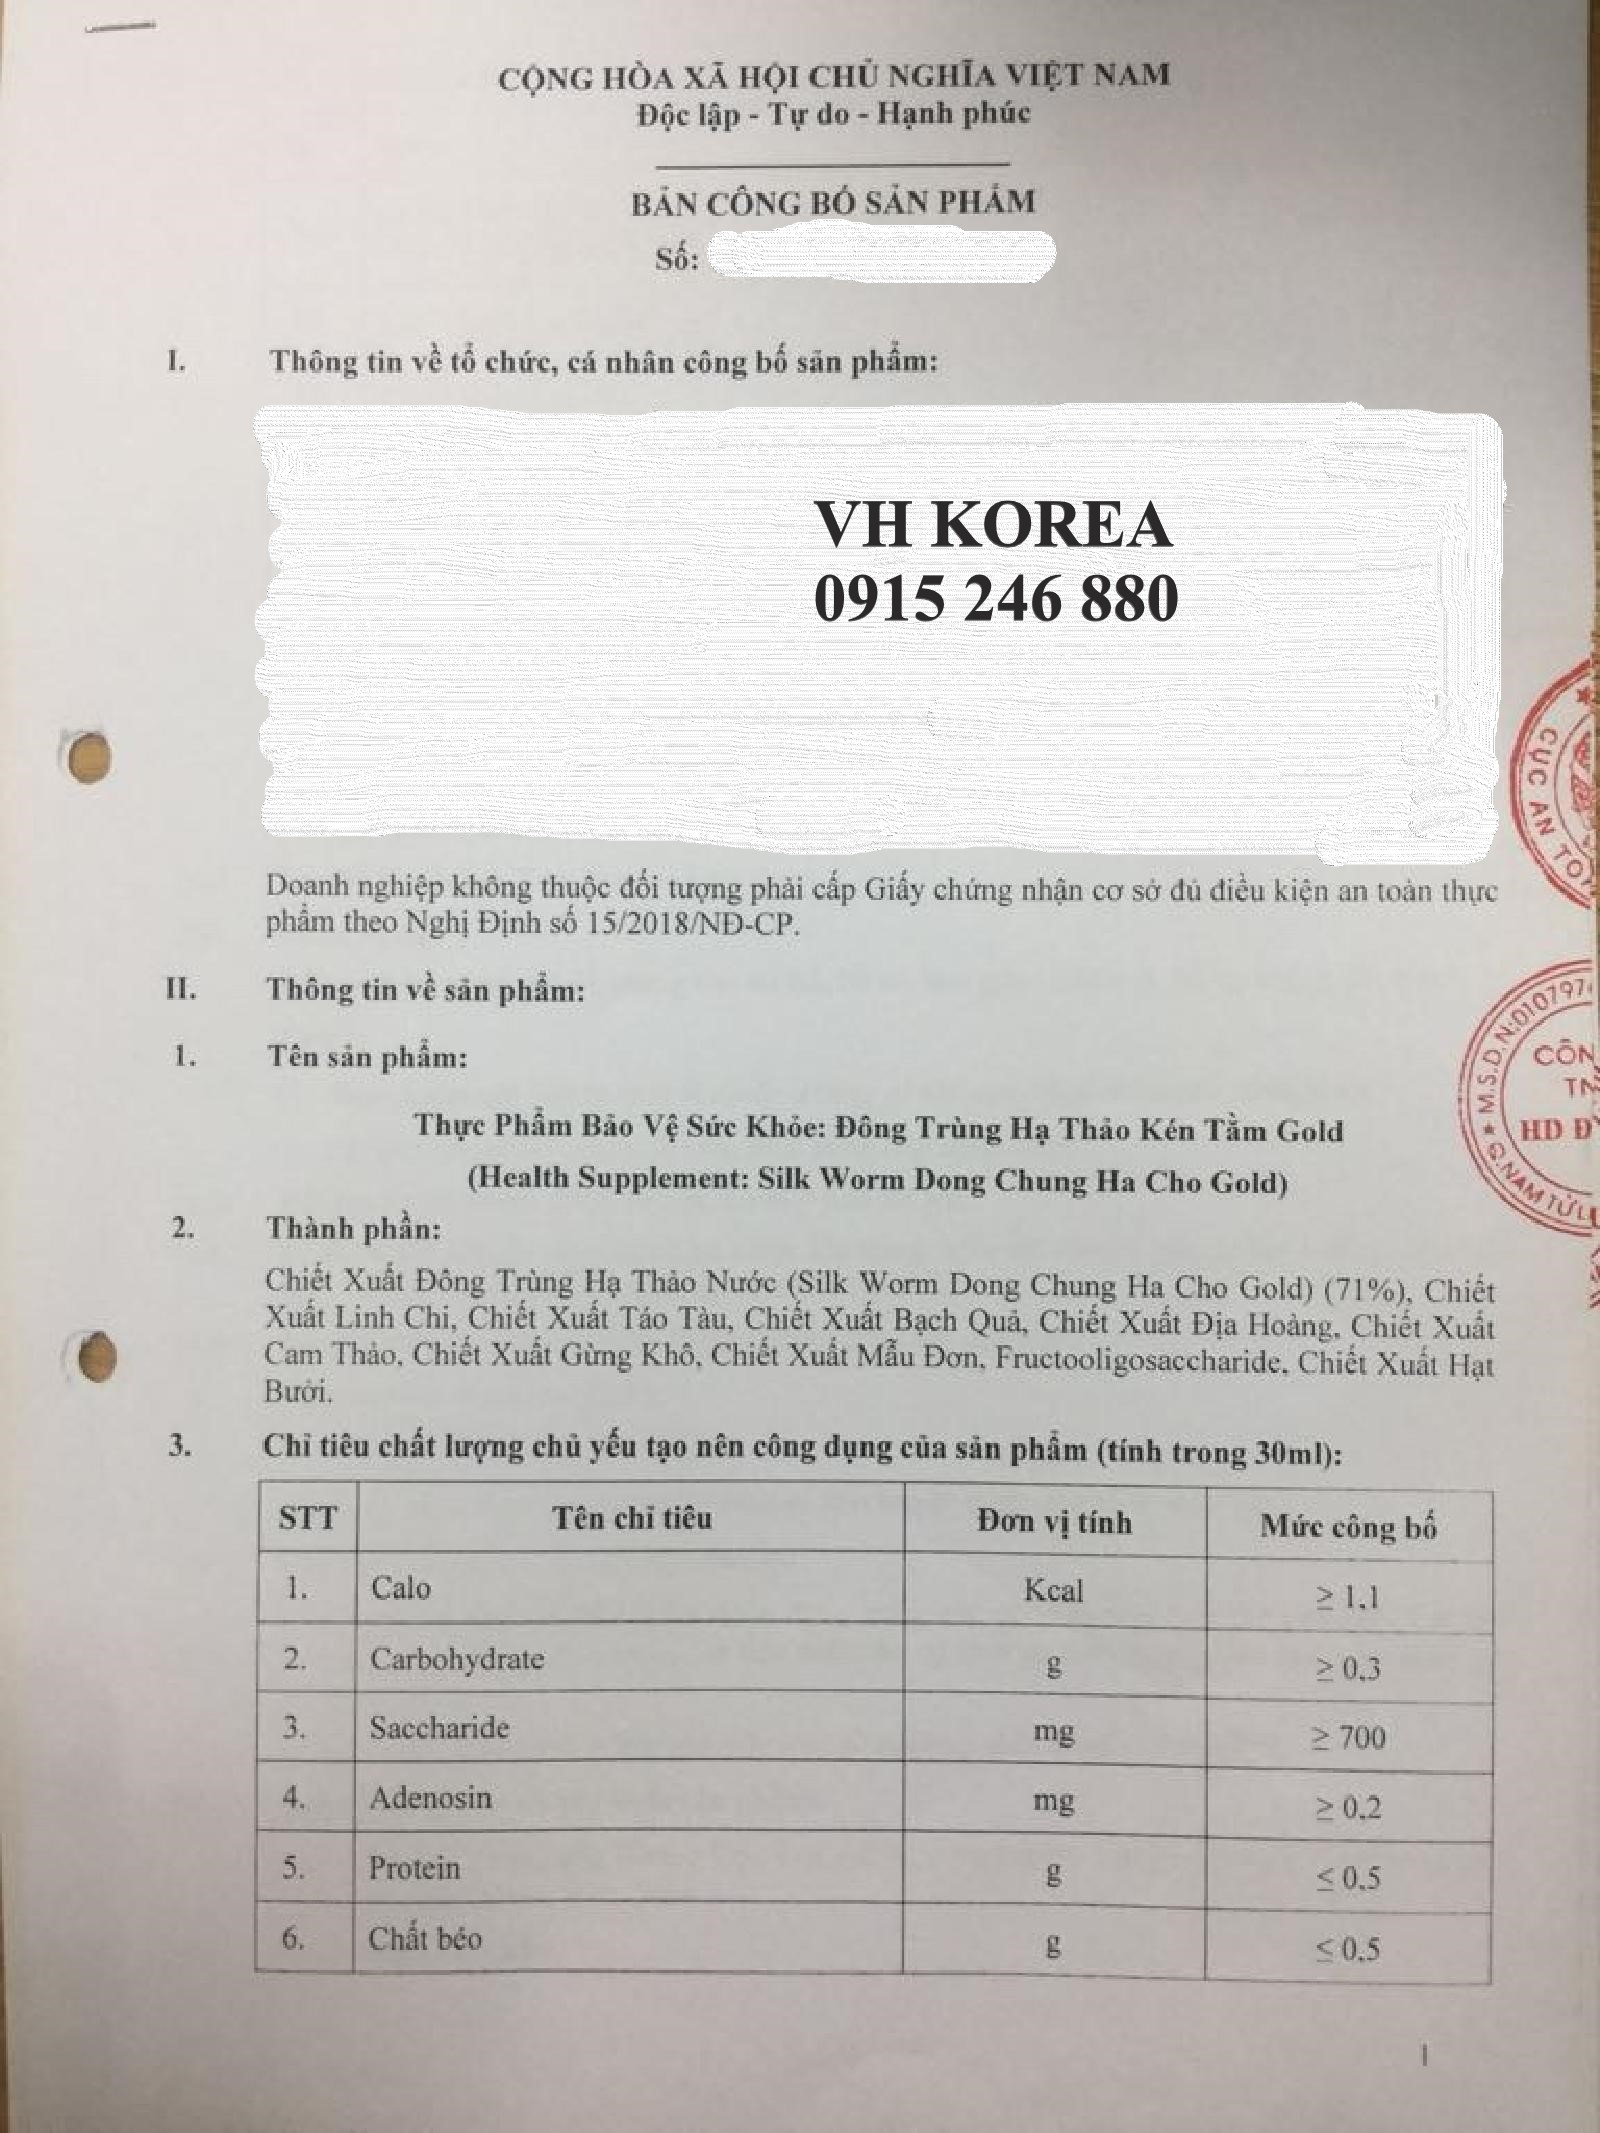 CỘNG HÒA XÃ HỘI CHỦ NGHĨA VIỆT NAM
Độc lập - Tự do - Hạnh phúc
BẢN CÔNG BỐ SẢN PHẨM
Số:
I. Thông tin về tổ chức, cá nhân công bố sản phẩm:
VH KOREA
0915 246 880
CỤC AN TOÀ
Doanh nghiệp không thuộc đối tượng phải cấp Giấy chứng nhận cơ sở đủ điều kiện an toàn thực
phẩm theo Nghị Định số 15/2018/NĐ-CP.
II. Thông tin về sản phẩm:
M.S.D.N:010797
CÔN
TN
HD Đ
Q.NAM TỪ L
1. Tên sản phẩm:
Thực Phẩm Bảo Vệ Sức Khỏe: Đông Trùng Hạ Thảo Kén Tằm Gold
(Health Supplement: Silk Worm Dong Chung Ha Cho Gold)
2. Thành phần:
Chiết Xuất Đông Trùng Hạ Thảo Nước (Silk Worm Dong Chung Ha Cho Gold) (71%), Chiết
Xuất Linh Chi, Chiết Xuất Táo Tàu, Chiết Xuất Bạch Quả, Chiết Xuất Địa Hoàng, Chiết Xuất
Cam Thảo, Chiết Xuất Gừng Khô, Chiết Xuất Mẫu Đơn, Fructooligosaccharide, Chiết Xuất Hạt
Bưởi.
3. Chỉ tiêu chất lượng chủ yếu tạo nên công dụng của sản phẩm (tính trong 30ml):
STT Tên chỉ tiêu Đơn vị tính Mức công bố
1. Calo Kcal ≥ 1,1
2. Carbohydrate g ≥ 0,3
3. Saccharide mg ≥ 700
4. Adenosin mg ≥ 0,2
5. Protein g ≤ 0,5
6. Chất béo g ≤ 0,5
1